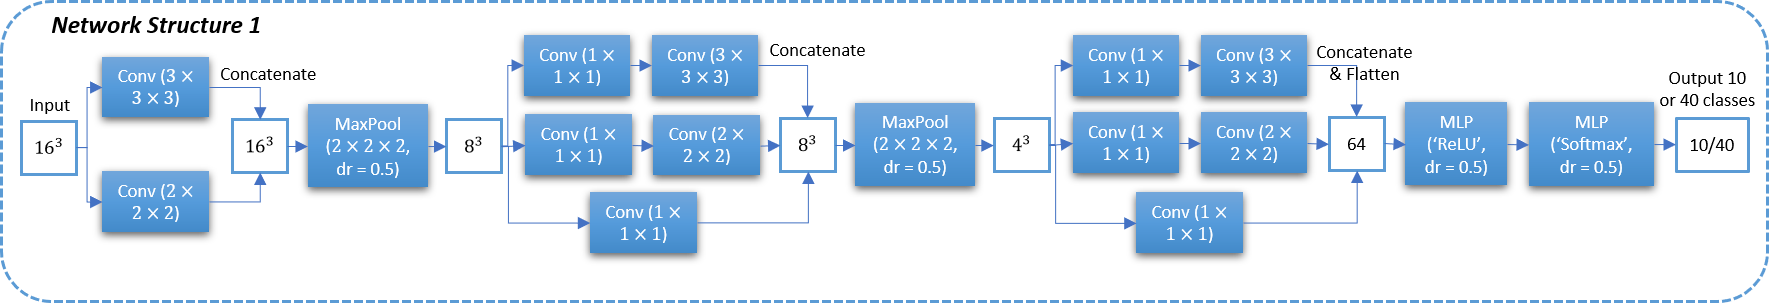 Network Structure 1
Input
16³
Conv (3 ×
3 × 3)
Conv (2 ×
2 × 2)
Concatenate
16³
MaxPool
(2 × 2 × 2,
dr = 0.5)
8³
Conv (1 ×
1 × 1)
Conv (3 ×
3 × 3)
Conv (1 ×
1 × 1)
Conv (2 ×
2 × 2)
Conv (1 ×
1 × 1)
Concatenate
8³
MaxPool
(2 × 2 × 2,
dr = 0.5)
4³
Conv (1 ×
1 × 1)
Conv (3 ×
3 × 3)
Conv (1 ×
1 × 1)
Conv (2 ×
2 × 2)
Conv (1 ×
1 × 1)
Concatenate
& Flatten
64
MLP
(‘ReLU’,
dr = 0.5)
MLP
(‘Softmax’,
dr = 0.5)
Output 10
or 40 classes
10/40